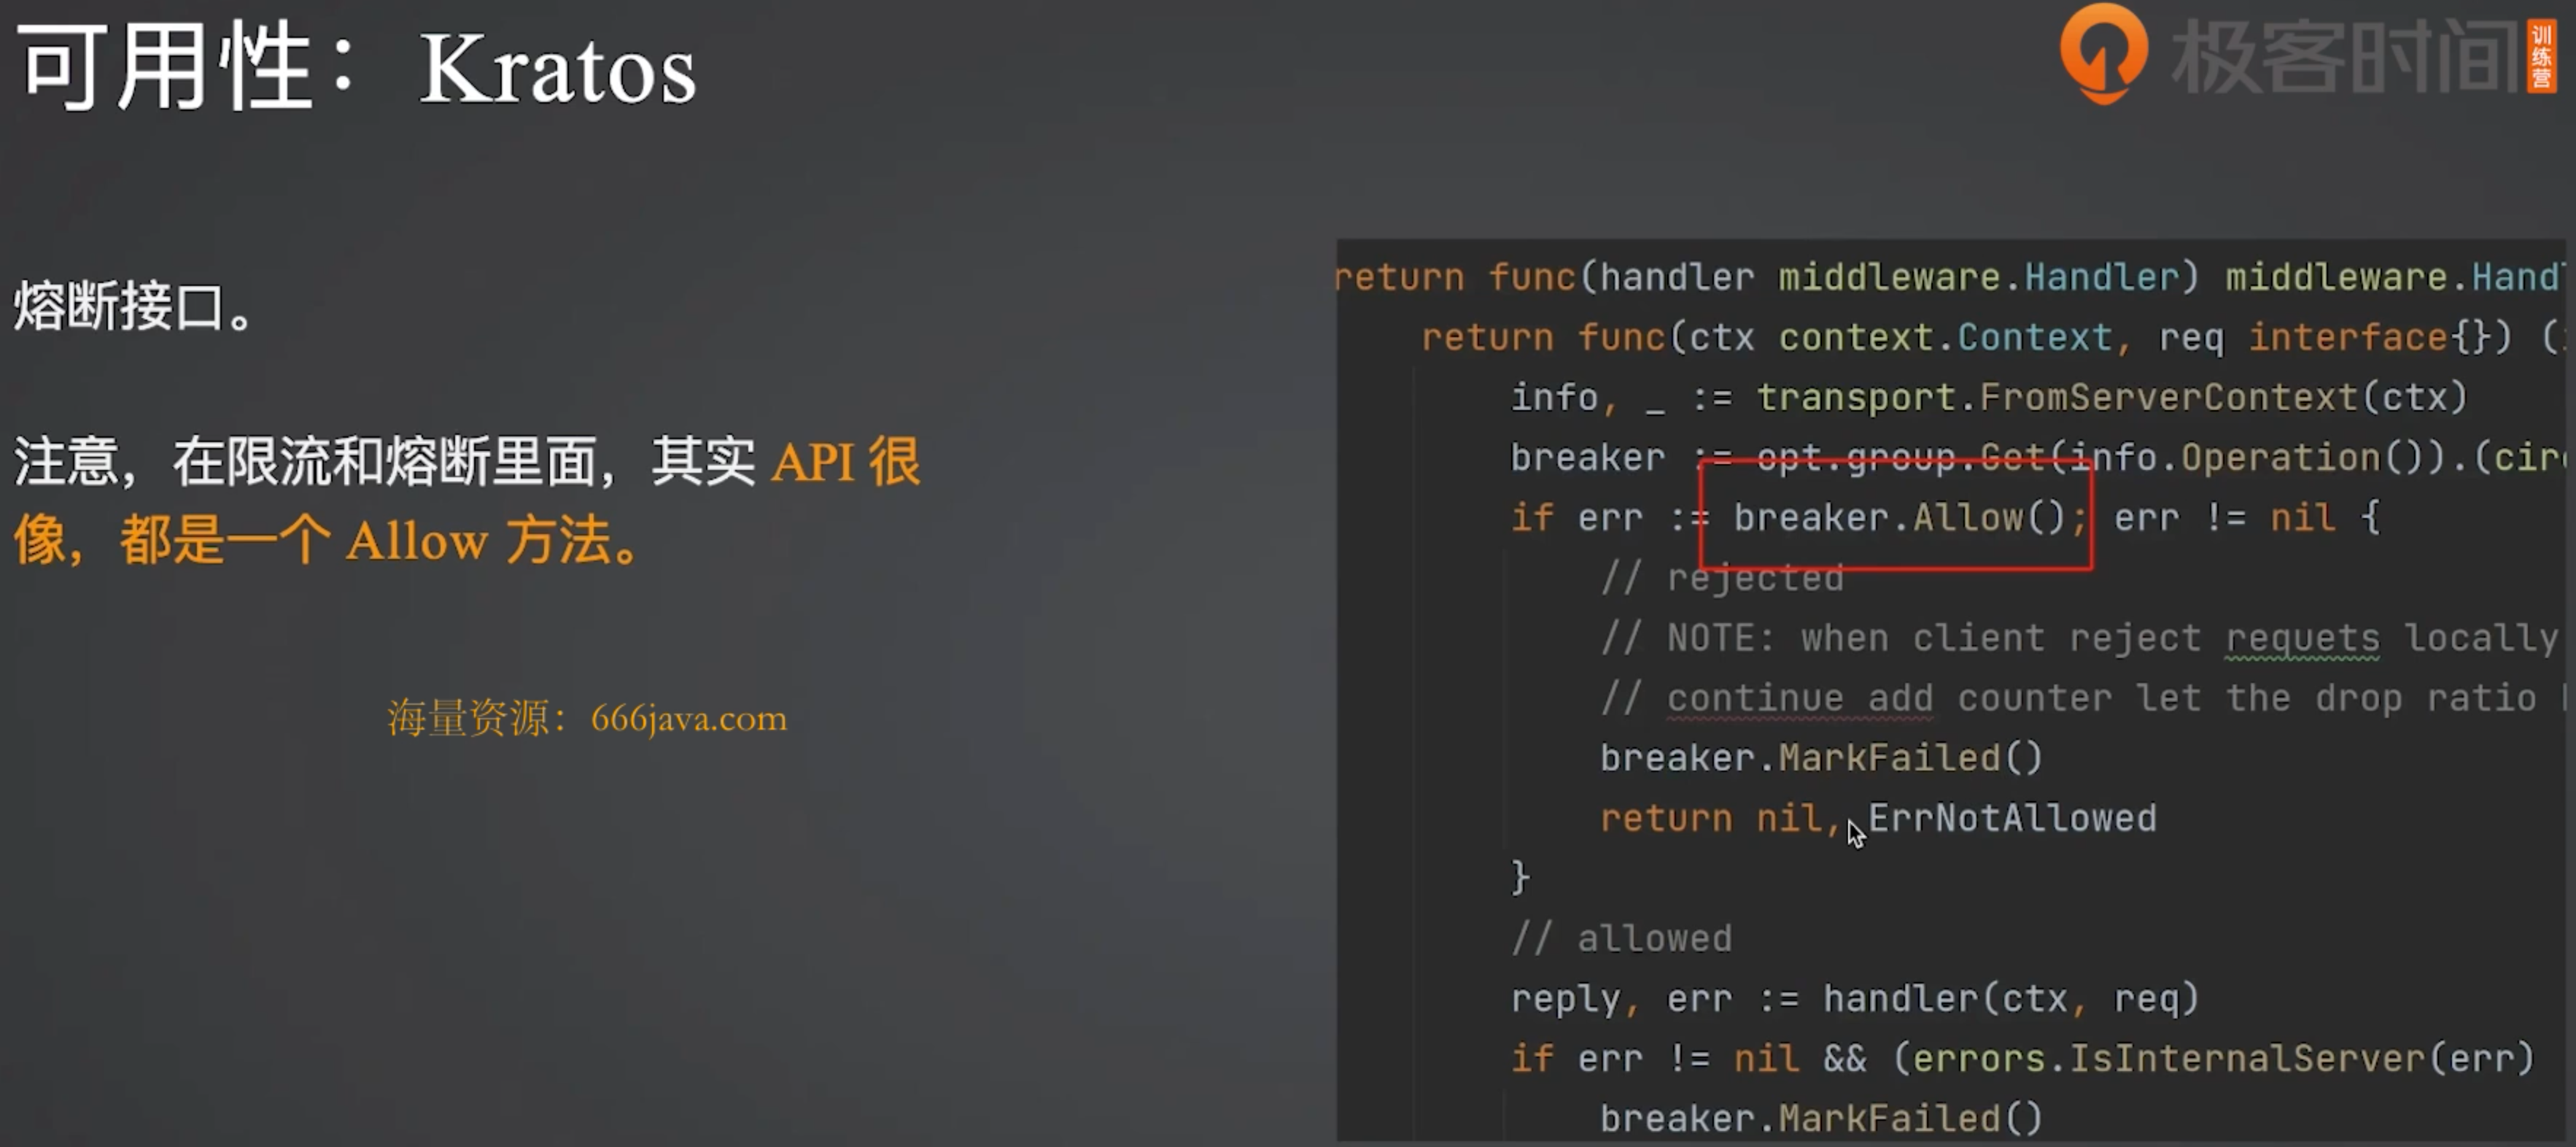 可用性：Kratos
极客时间 训练营
熔断接口。
注意，在限流和熔断里面，其实 API 很
像，都是一个 Allow 方法。
海量资源：666java.com
return func(handler middleware.Handler) middleware.Hand
return func(ctx context.Context, req interface{}) (
info, _ := transport.FromServerContext(ctx)
breaker := opt.group.Get(info.Operation()).(cir
if err := breaker.Allow(); err != nil {
// rejected
// NOTE: when client reject requets locally
// continue add counter let the drop ratio
breaker.MarkFailed()
return nil, ErrNotAllowed
}
// allowed
reply, err := handler(ctx, req)
if err != nil && (errors.IsInternalServer(err)
breaker.MarkFailed()